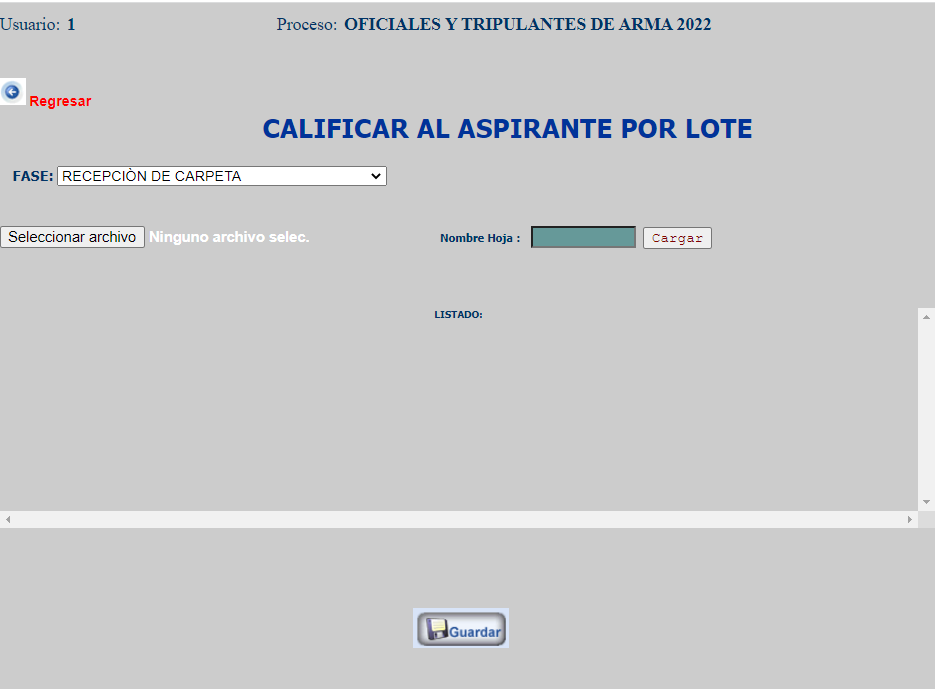 Usuario: 1 Proceso: OFICIALES Y TRIPULANTES DE ARMA 2022
Regresar
CALIFICAR AL ASPIRANTE POR LOTE
FASE: RECEPCIÒN DE CARPETA
Seleccionar archivo Ninguno archivo selec. Nombre Hoja : Cargar
LISTADO:
Guardar